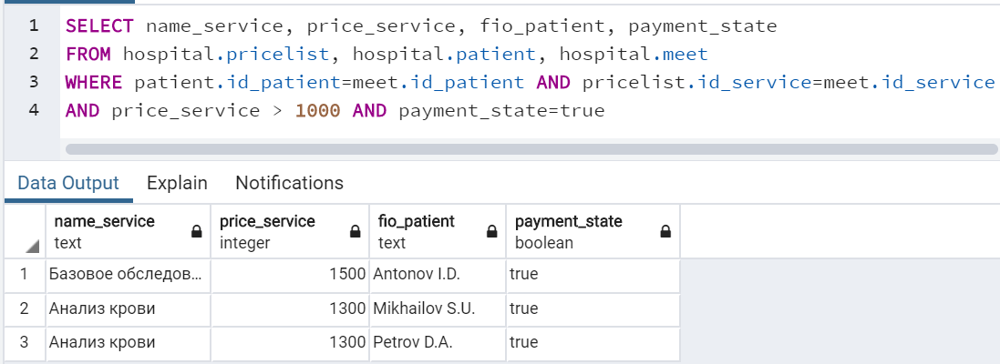 1 SELECT name_service, price_service, fio_patient, payment_state
2 FROM hospital.pricelist, hospital.patient, hospital.meet
3 WHERE patient.id_patient=meet.id_patient AND pricelist.id_service=meet.id_service
4 AND price_service > 1000 AND payment_state=true
Data Output Explain Notifications
name_service price_service fio_patient payment_state
text integer text boolean
1 Базовое обследов... 1500 Antonov I.D. true
2 Анализ крови 1300 Mikhailov S.U. true
3 Анализ крови 1300 Petrov D.A. true